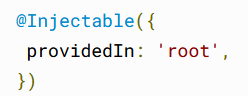 @Injectable({
 providedIn: 'root',
})